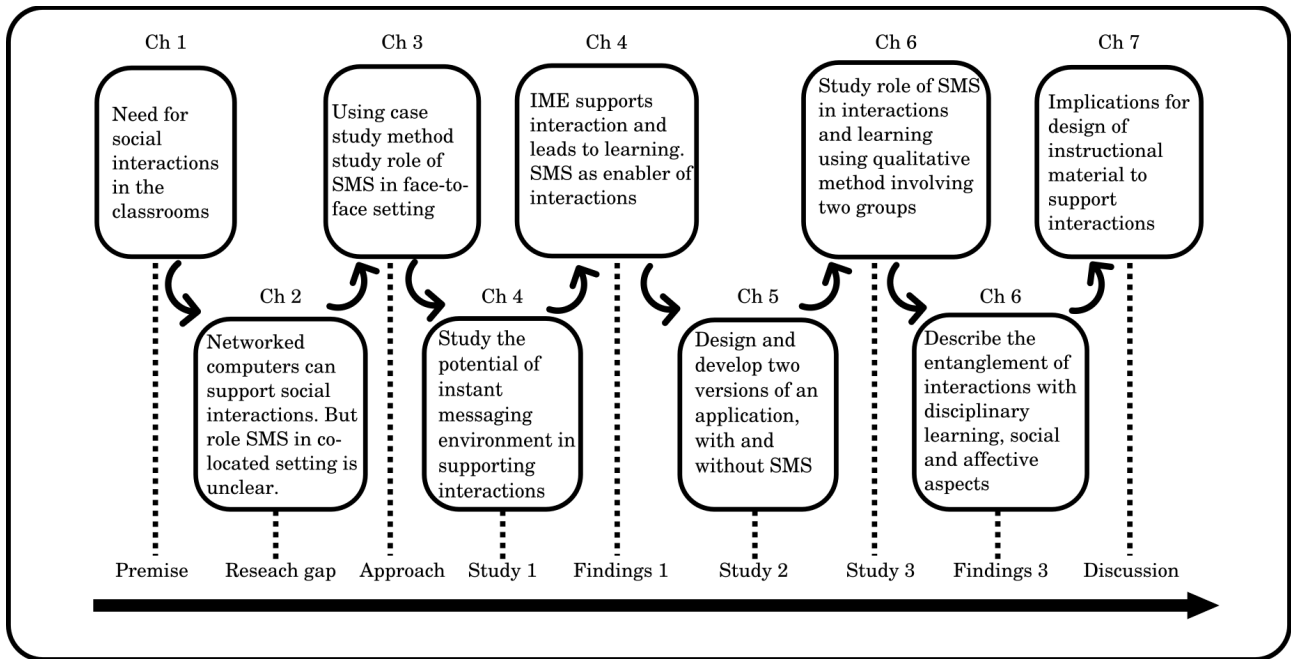 Ch 1
Need for
social
interactions
in the
classrooms
Ch 2
Networked
computers can
support social
interactions. But
role SMS in co-
located setting is
unclear.
Ch 3
Using case
study method
study role of
SMS in face-to-
face setting
Ch 4
Study the
potential of
instant
messaging
environment in
supporting
interactions
Ch 4
IME supports
interaction and
leads to learning.
SMS as enabler of
interactions
Ch 5
Design and
develop two
versions of an
application,
with and
without SMS
Ch 6
Study role of SMS
in interactions
and learning
using qualitative
method involving
two groups
Ch 6
Describe the
entanglement of
interactions with
disciplinary
learning, social
and affective
aspects
Ch 7
Implications for
design of
instructional
material to
support
interactions
Premise
Reseach gap
Approach
Study 1
Findings 1
Study 2
Study 3
Findings 3
Discussion